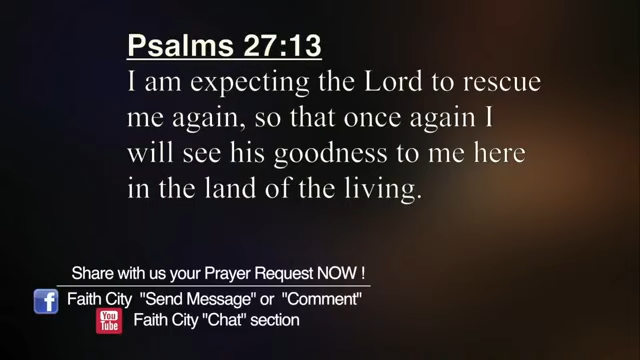 Psalms 27:13
I am expecting the Lord to rescue
me again, so that once again I
will see his goodness to me here
in the land of the living.
Share with us your Prayer Request NOW !
f Faith City "Send Message" or "Comment"
You Tube Faith City "Chat" section